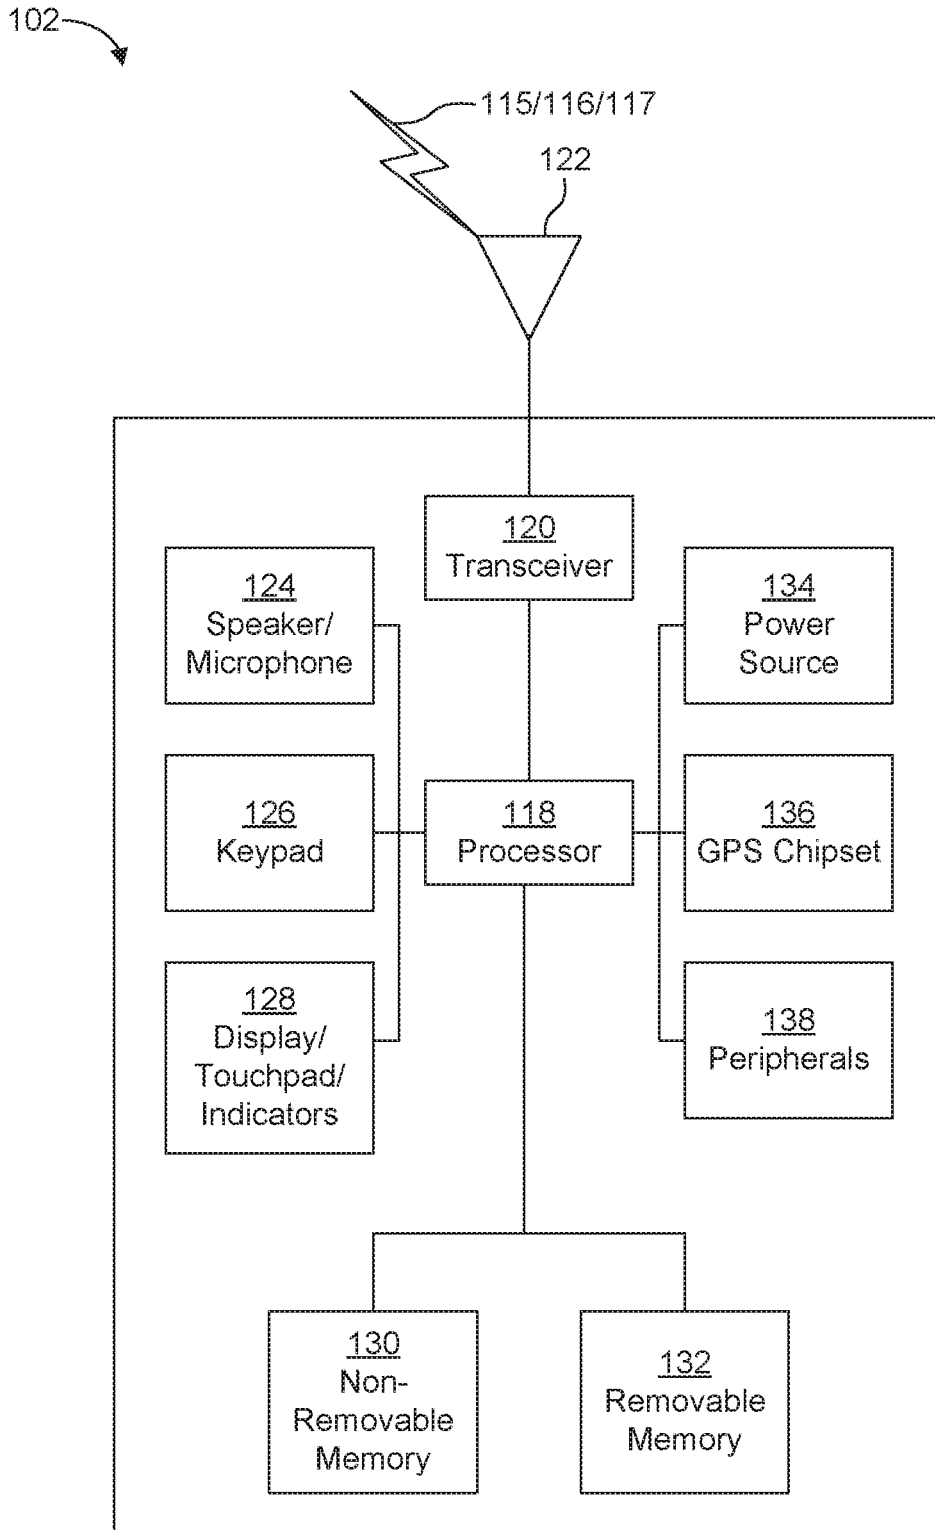 102
115/116/117
122
120
Transceiver
124
Speaker/
Microphone
134
Power
Source
126
Keypad
118
Processor
136
GPS Chipset
128
Display/
Touchpad/
Indicators
138
Peripherals
130
Non-
Removable
Memory
132
Removable
Memory